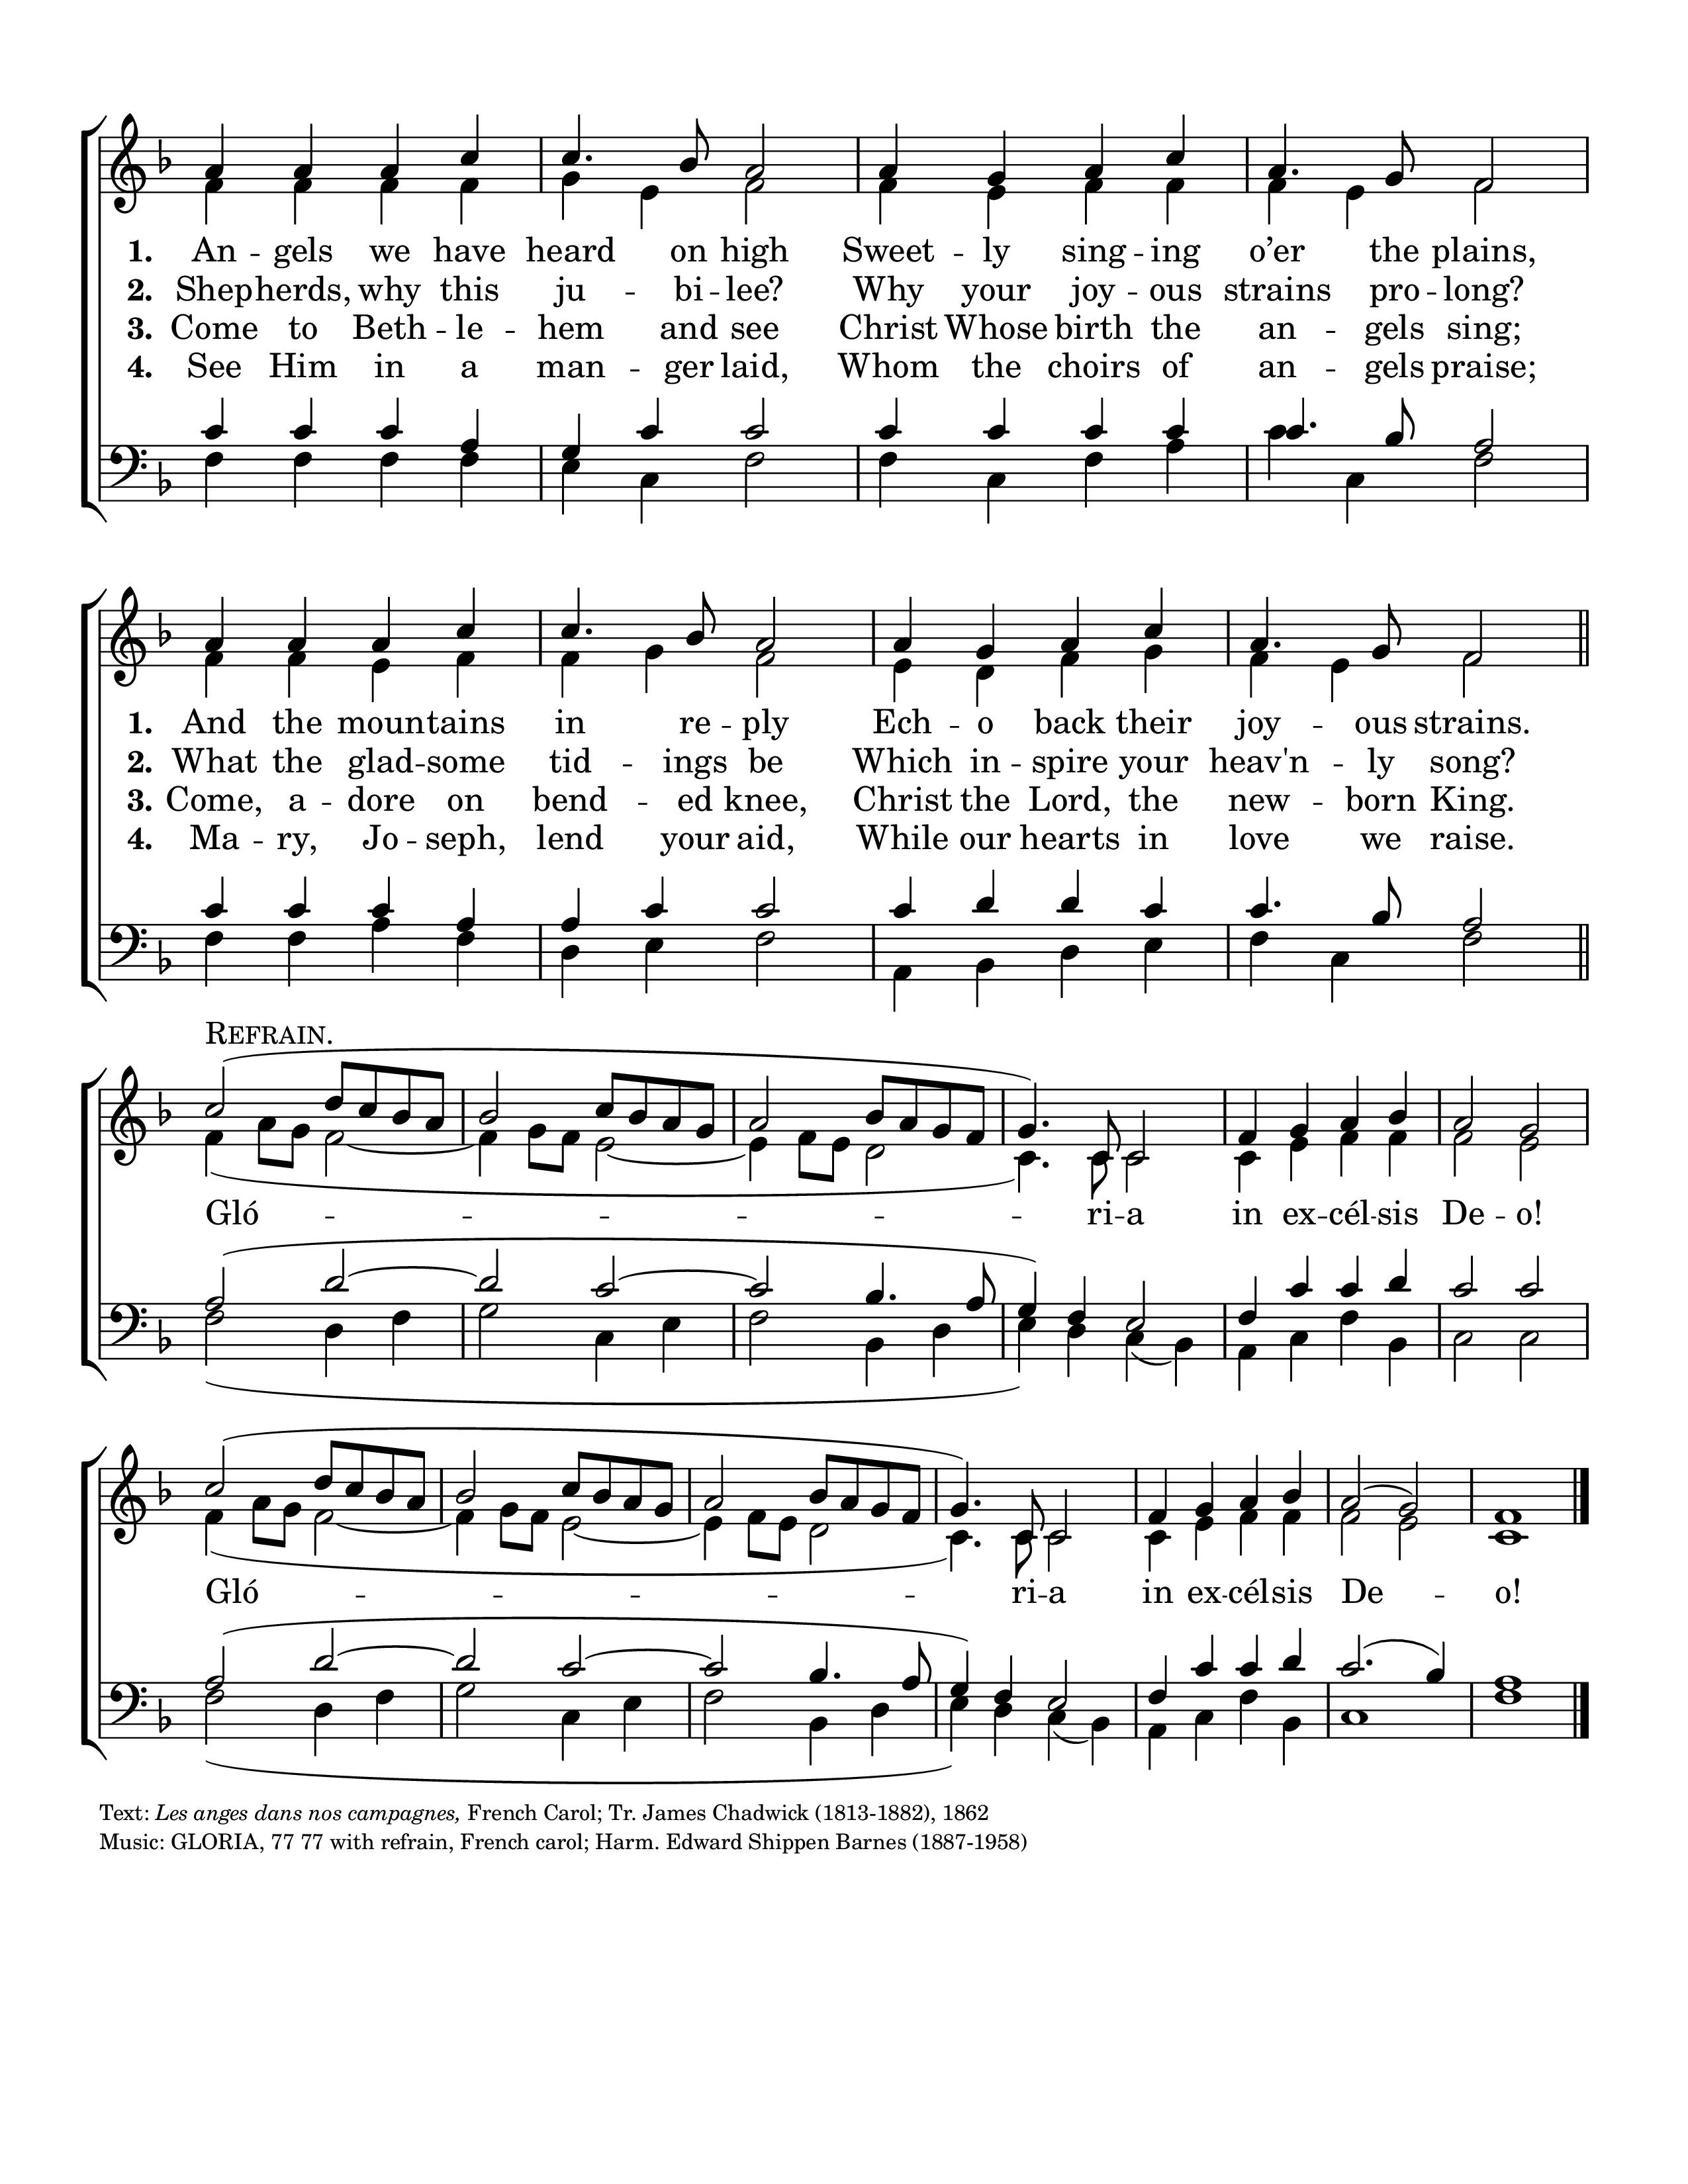 1. An -- gels we have heard on high Sweet -- ly sing -- ing o’er the plains,
2. Shep -- herds, why this ju -- bi -- lee? Why your joy -- ous strains pro -- long?
3. Come to Beth -- le -- hem and see Christ Whose birth the an -- gels sing;
4. See Him in a man -- ger laid, Whom the choirs of an -- gels praise;
1. And the moun -- tains in re -- ply Ech -- o back their joy -- ous strains.
2. What the glad -- some tid -- ings be Which in -- spire your heav'n -- ly song?
3. Come, a -- dore on bend -- ed knee, Christ the Lord, the new -- born King.
4. Ma -- ry, Jo -- seph, lend your aid, While our hearts in love we raise.
REFRAIN.
Gló -- ri -- a in ex -- cél -- sis De -- o!
Gló -- ri -- a in ex -- cél -- sis De -- o!
Text: Les anges dans nos campagnes, French Carol; Tr. James Chadwick (1813-1882), 1862
Music: GLORIA, 77 77 with refrain, French carol; Harm. Edward Shippen Barnes (1887-1958)